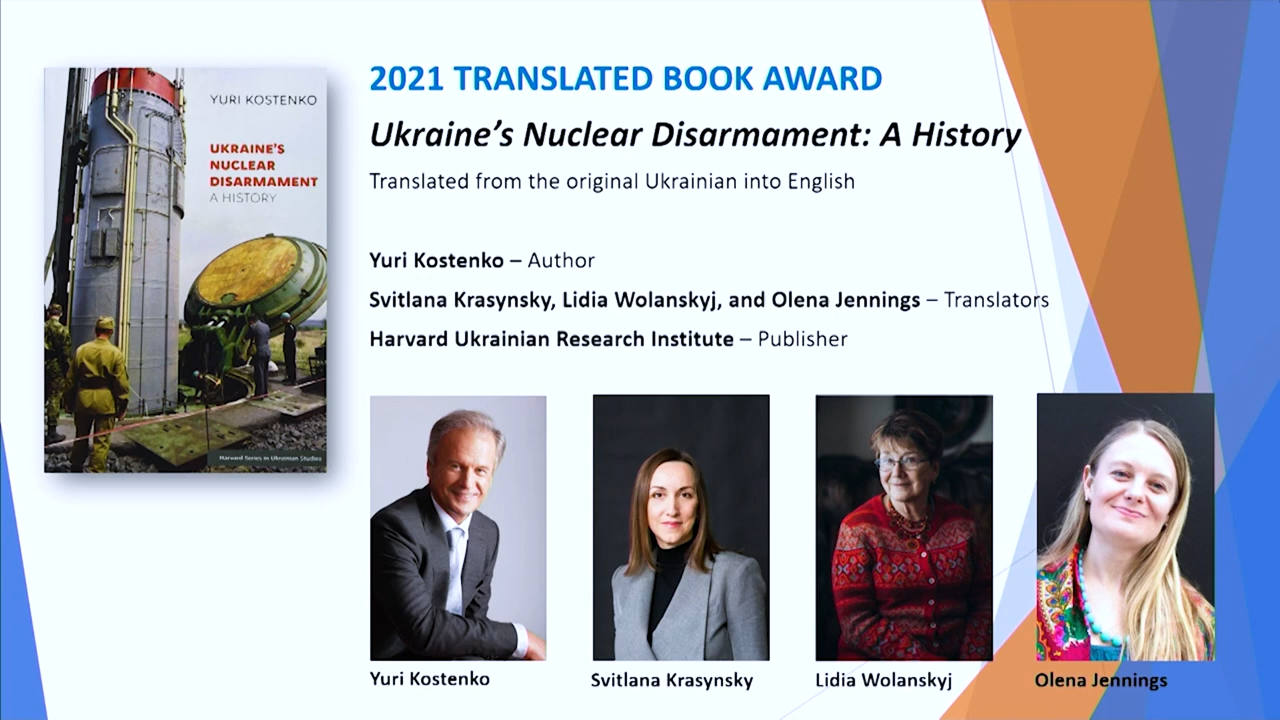 2021 TRANSLATED BOOK AWARD
Ukraine's Nuclear Disarmament: A History
Translated from the original Ukrainian into English
YURI KOSTENKO
UKRAINE'S
NUCLEAR
DISARMAMENT
A HISTORY
Harvard Series in Ukrainian Studies
Yuri Kostenko – Author
Svitlana Krasynsky, Lidia Wolanskyj, and Olena Jennings – Translators
Harvard Ukrainian Research Institute – Publisher
Yuri Kostenko
Svitlana Krasynsky
Lidia Wolanskyj
Olena Jennings